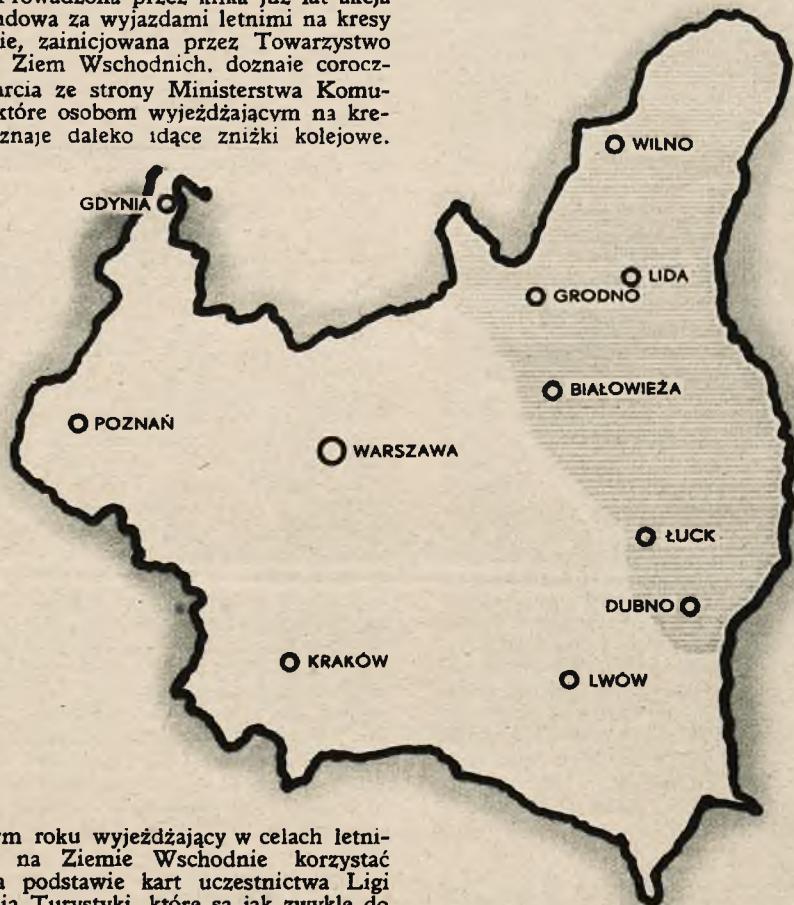 Prowadzona przez kilka już lat akcja
ndowa za wyjazdami letnimi na kresy
ie, zainicjowana przez Towarzystwo
Ziem Wschodnich, doznaje corocz-
arcia ze strony Ministerstwa Komu-
które osobom wyjeżdżającym na kre-
znaje daleko idące zniżki kolejowe.
WILNO
GDYNIA
LIDA
GRODNO
BIAŁOWIEŻA
POZNAŃ
WARSZAWA
ŁUCK
DUBNO
KRAKÓW
LWÓW
ym roku wyjeżdżający w celach letni-
na Ziemie Wschodnie korzystać
a podstawie kart uczestnictwa Ligi
ia Turystyki, które są jak zwykle do